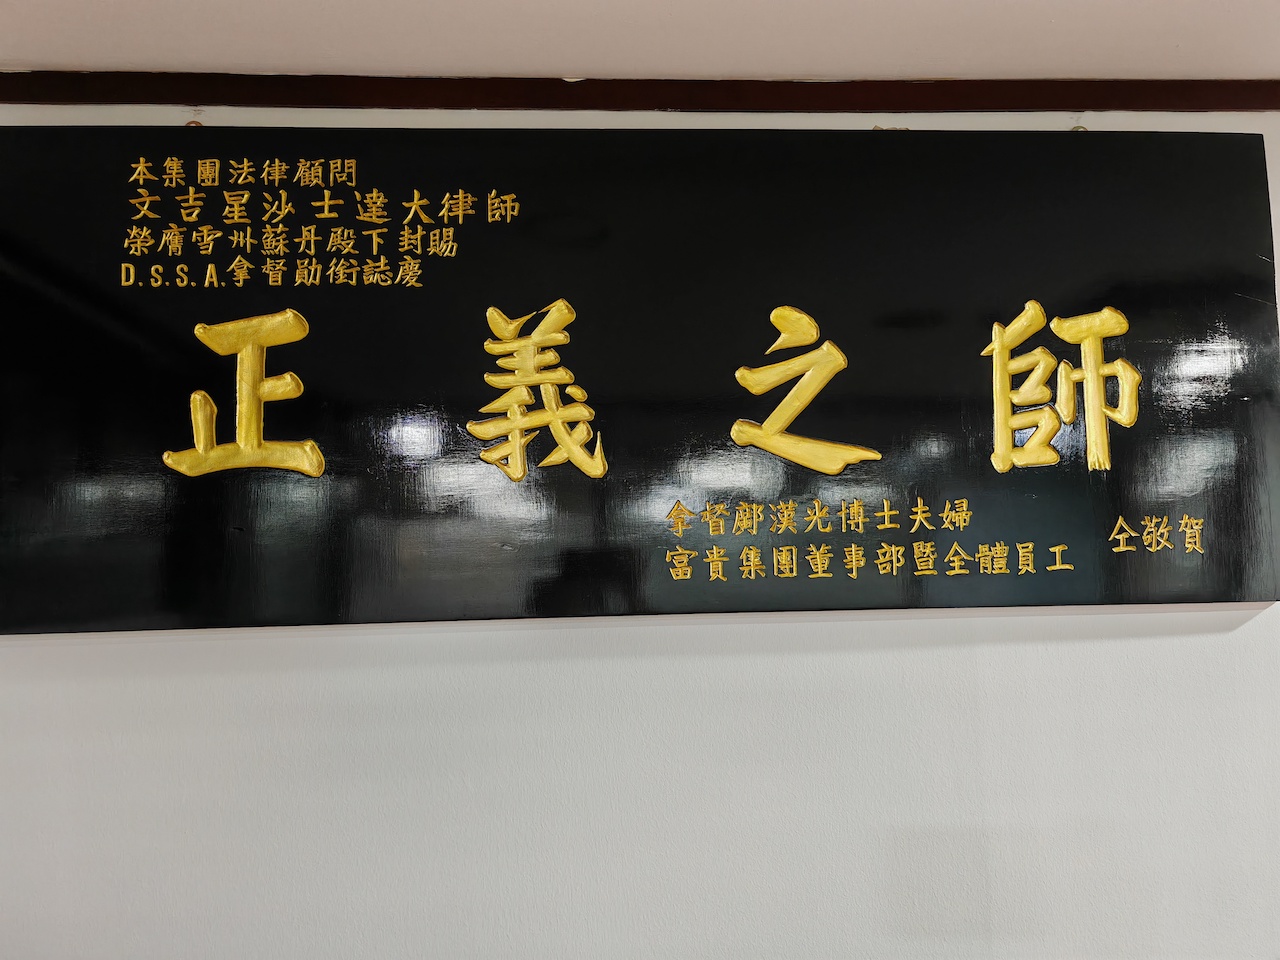 本集團法律顧問
文吉星沙士達大律師
榮膺雪州蘇丹殿下封賜
D.S.S.A.拿督勛銜誌慶
正義之師
拿督鄺漢光博士夫婦
富貴集團董事部暨全體員工
仝敬賀